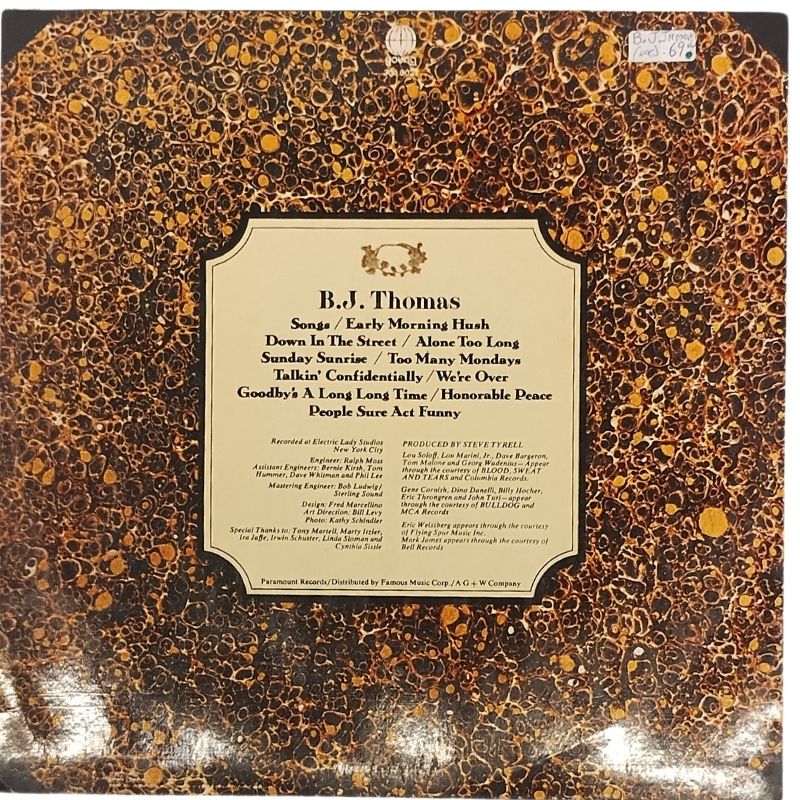 young
B.J. Thomas
.69
B.J. Thomas
Songs / Early Morning Hush
Down In The Street / Alone Too Long
Sunday Sunrise / Too Many Mondays
Talkin' Confidentially / We're Over
Goodbye's A Long Long Time / Honorable Peace
People Sure Act Funny
Recorded at Electric Lady Studios
New York City
Engineer: Ralph Moss
Assistant Engineers: Bernie Kirsh, Tom
Hummer, Dave Whitman and Phil Lee
Mastering Engineer: Bob Ludwig/
Sterling Sound
Design: Fred Marcellino
Art Direction: Bill Levy
Photo: Kathy Schindler
Special Thanks to: Tony Martell, Marty Itzler,
Ira Jaffe, Irwin Schuster, Linda Sloman and
Cynthia Sissle
PRODUCED BY STEVE TYRELL
Lou Soloff, Lou Marini, Jr., Dave Bargeron,
Tom Malone and Georg Wadenius—Appear
through the courtesy of BLOOD, SWEAT
AND TEARS and Columbia Records.
Gene Cornish, Dino Danelli, Billy Hocher,
Eric Throngren and John Turi—appear
through the courtesy of BULLDOG and
MCA Records
Eric Weissberg appears through the courtesy
of Flying Spur Music Inc.
Mark James appears through the courtesy of
Bell Records
Paramount Records/Distributed by Famous Music Corp./A G+W Company